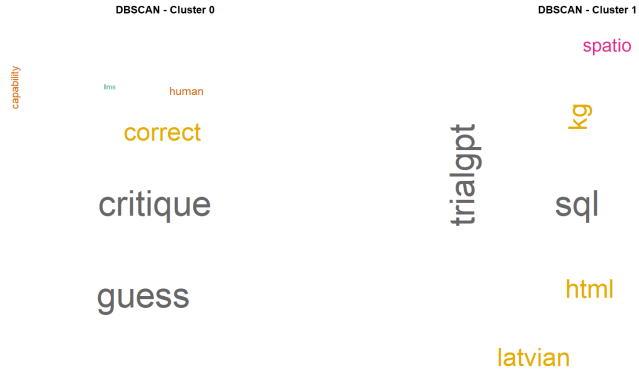 DBSCAN - Cluster 0
capability
llms
human
correct
critique
guess
DBSCAN - Cluster 1
spatio
kg
trialgpt
sql
html
latvian